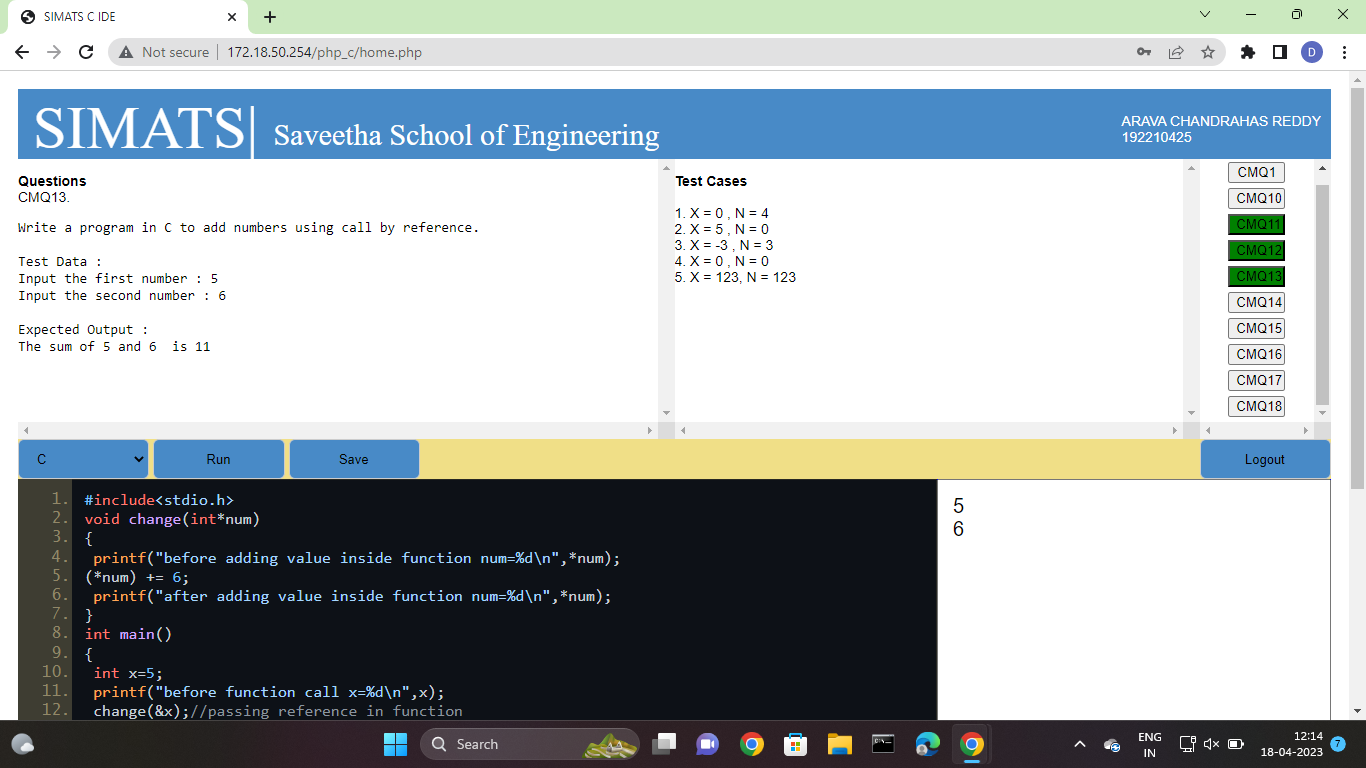 SIMATS C IDE
Not secure | 172.18.50.254/php_c/home.php
D
SIMATS| Saveetha School of Engineering
ARAVA CHANDRAHAS REDDY
192210425
Questions
CMQ13.
Write a program in C to add numbers using call by reference.
Test Data :
Input the first number : 5
Input the second number : 6
Expected Output :
The sum of 5 and 6  is 11
Test Cases
1. X = 0 , N = 4
2. X = 5 , N = 0
3. X = -3 , N = 3
4. X = 0 , N = 0
5. X = 123, N = 123
CMQ1
CMQ10
CMQ11
CMQ12
CMQ13
CMQ14
CMQ15
CMQ16
CMQ17
CMQ18
C Run Save Logout
1. #include<stdio.h>
2. void change(int*num)
3. {
4.  printf("before adding value inside function num=%d\n",*num);
5. (*num) += 6;
6.  printf("after adding value inside function num=%d\n",*num);
7. }
8. int main()
9. {
10.  int x=5;
11.  printf("before function call x=%d\n",x);
12.  change(&x);//passing reference in function
5
6
Search
ENG
IN
12:14
18-04-2023
7